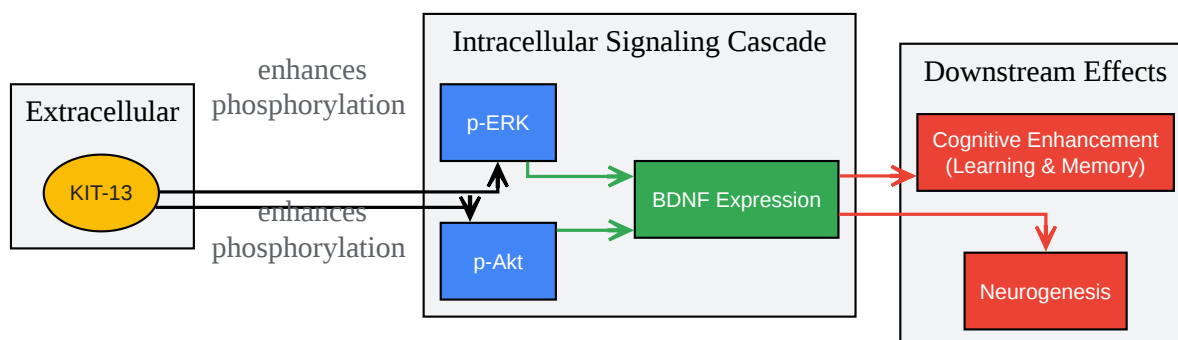 Extracellular
KIT-13
enhances
phosphorylation
enhances
phosphorylation
Intracellular Signaling Cascade
p-ERK
p-Akt
BDNF Expression
Downstream Effects
Cognitive Enhancement
(Learning & Memory)
Neurogenesis